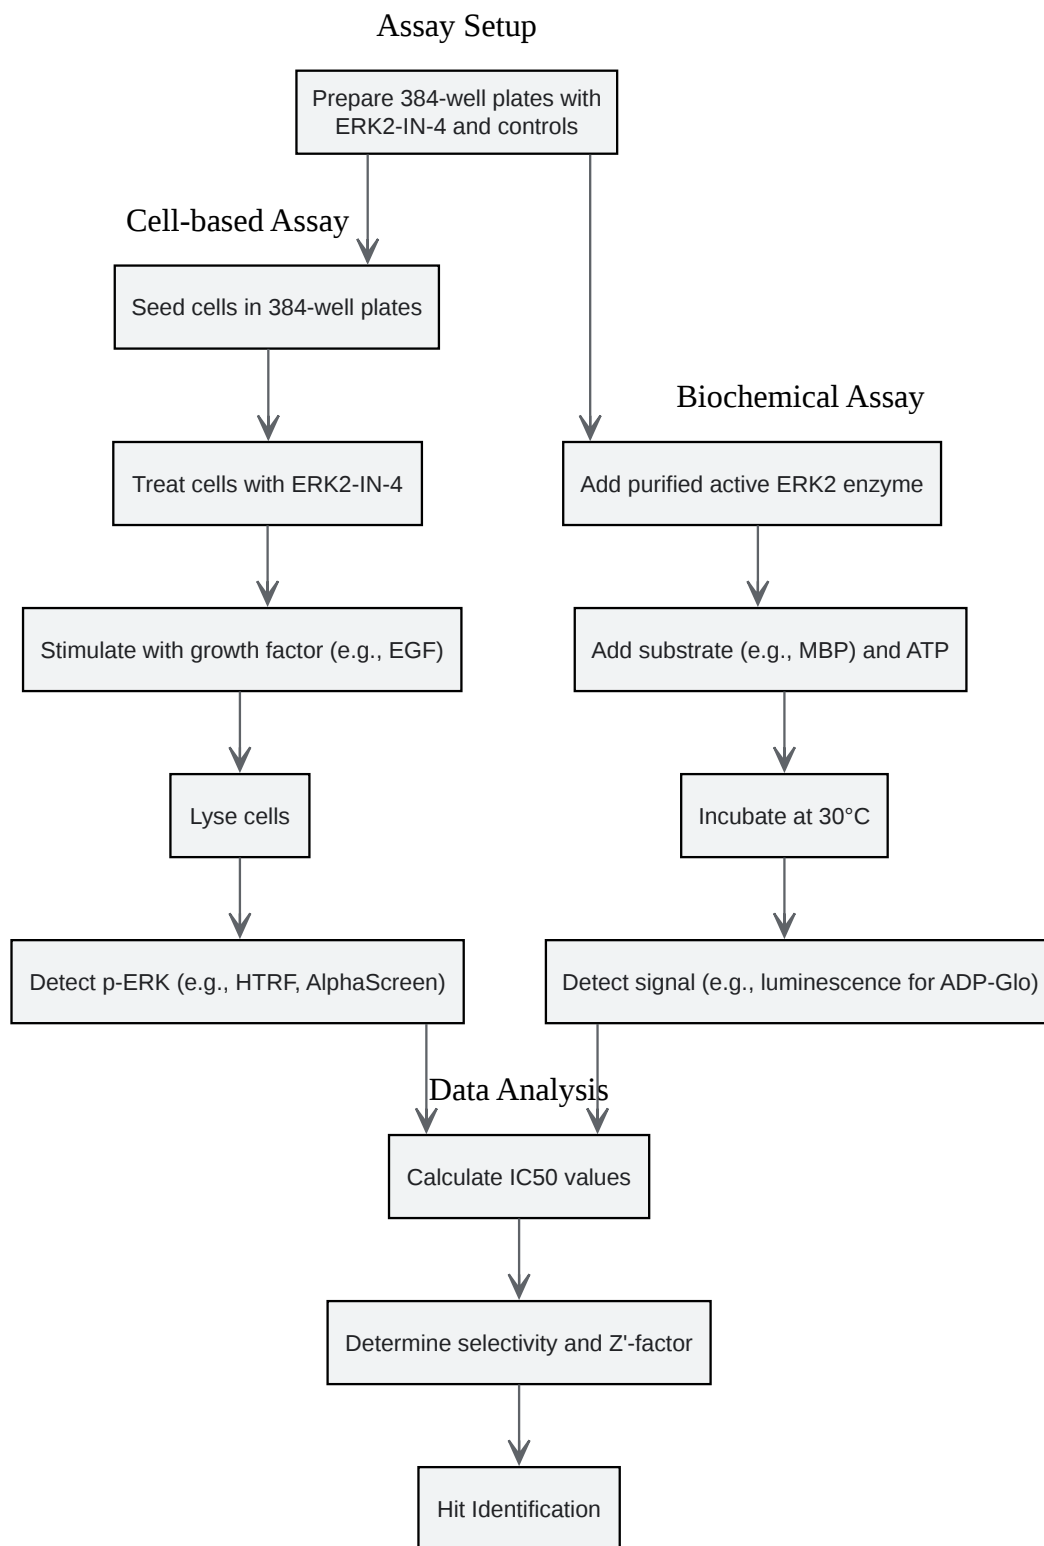 Assay Setup
Prepare 384-well plates with
ERK2-IN-4 and controls
Cell-based Assay
Seed cells in 384-well plates
Treat cells with ERK2-IN-4
Stimulate with growth factor (e.g., EGF)
Lyse cells
Detect p-ERK (e.g., HTRF, AlphaScreen)
Biochemical Assay
Add purified active ERK2 enzyme
Add substrate (e.g., MBP) and ATP
Incubate at 30°C
Detect signal (e.g., luminescence for ADP-Glo)
Data Analysis
Calculate IC50 values
Determine selectivity and Z'-factor
Hit Identification